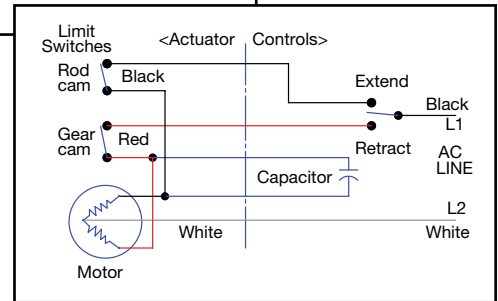 Limit
Switches
<Actuator
Controls>
Rod
cam
Black
Extend
Black
L1
Gear
cam
Red
Retract
AC
LINE
Capacitor
L2
White
White
Motor